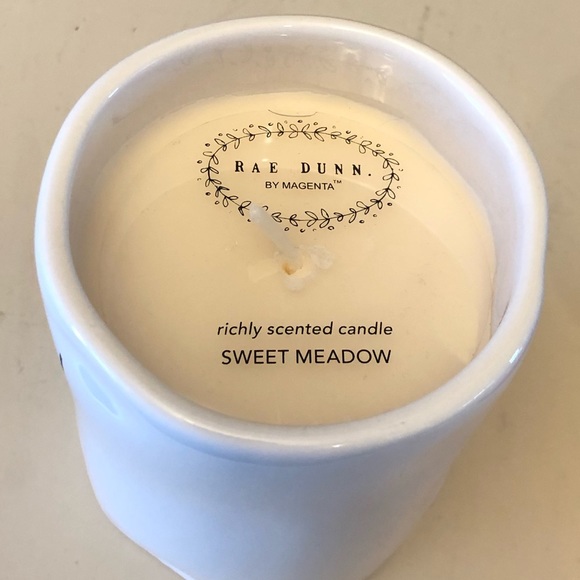 RAE DUNN.
BY MAGENTA™
richly scented candle
SWEET MEADOW